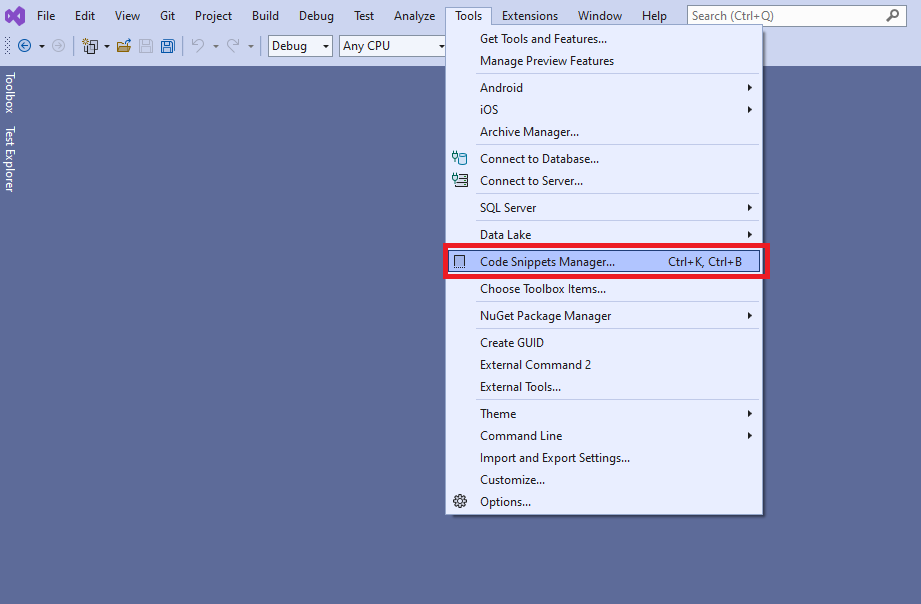 File Edit View Git Project Build Debug Test Analyze Tools Extensions Window Help Search (Ctrl+Q)
Debug Any CPU
Toolbox
Test Explorer
Get Tools and Features...
Manage Preview Features
Android
iOS
Archive Manager...
Connect to Database...
Connect to Server...
SQL Server
Data Lake
Code Snippets Manager... Ctrl+K, Ctrl+B
Choose Toolbox Items...
NuGet Package Manager
Create GUID
External Command 2
External Tools...
Theme
Command Line
Import and Export Settings...
Customize...
Options...